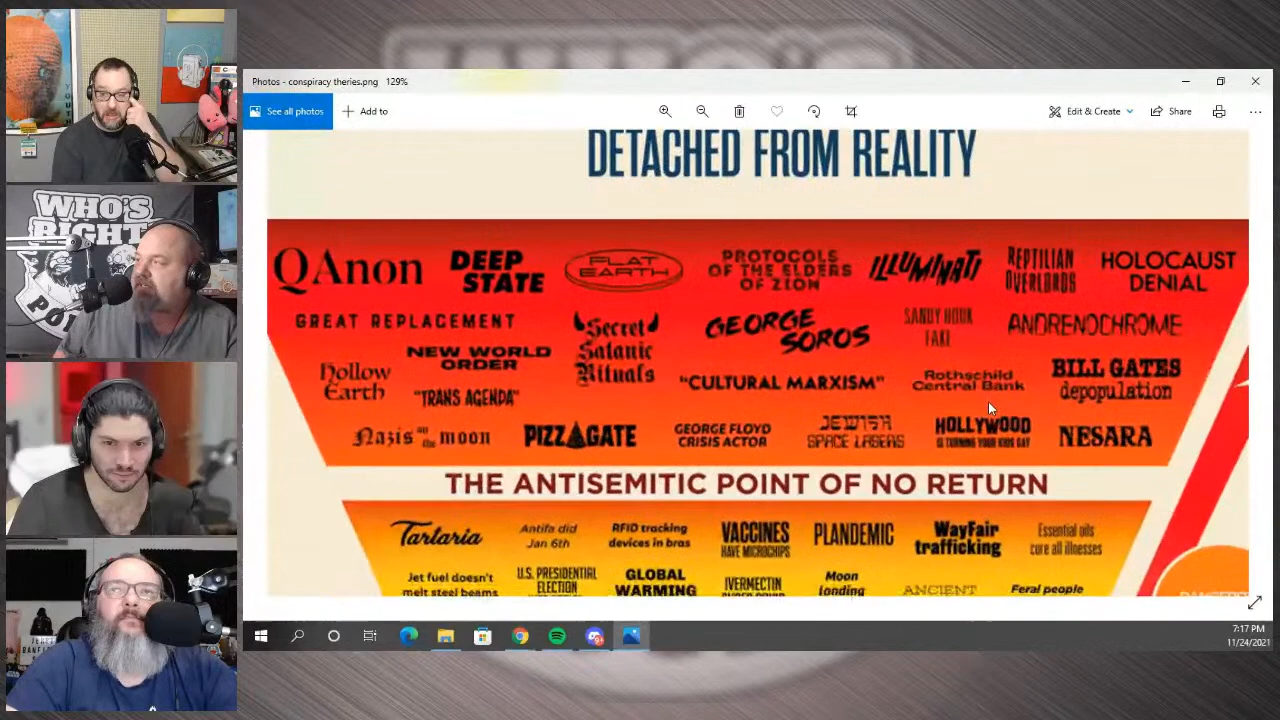 WHO'S
RIGHT
YOUTH
Photos - conspiracy theries.png 129%
See all photos
Add to
Edit & Create
Share
DETACHED FROM REALITY
QAnon
DEEP
STATE
FLAT
EARTH
PROTOCOLS
OF THE ELDERS
OF ZION
ILLUMINATI
REPTILIAN
OVERLORDS
HOLOCAUST
DENIAL
GREAT REPLACEMENT
Secret
Satanic
Rituals
GEORGE
SOROS
SANDY HOOK
FAKE
ANDRENOCHROME
Hollow
Earth
NEW WORLD
ORDER
"TRANS AGENDA"
"CULTURAL MARXISM"
Rothschild
Central Bank
BILL GATES
depopulation
Nazis on the moon
PIZZAGATE
GEORGE FLOYD
CRISIS ACTOR
JEWISH
SPACE LASERS
HOLLYWOOD
IS TURNING YOUR KIDS GAY
NESARA
THE ANTISEMITIC POINT OF NO RETURN
Tartaria
Antifa did
Jan 6th
RFID tracking
devices in bras
VACCINES
HAVE MICROCHIPS
PLANDEMIC
WayFair
trafficking
Essential oils
cure all illnesses
Jet fuel doesn't
melt steel beams
U.S. PRESIDENTIAL
ELECTION
GLOBAL
WARMING
IVERMECTIN
Moon
landing
ANCIENT
Feral people
7:17 PM
11/24/2021